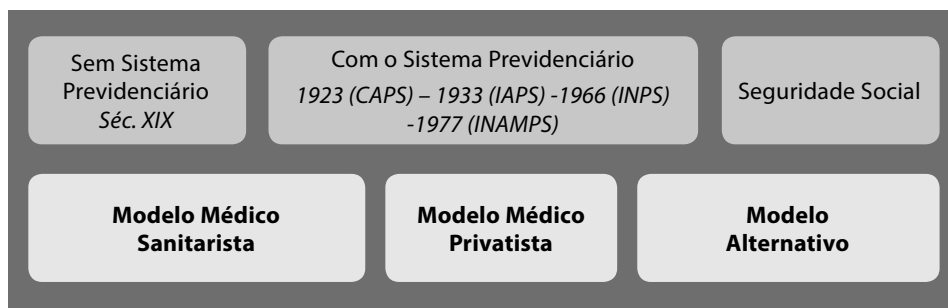 Sem Sistema
Previdenciário
Séc. XIX
Com o Sistema Previdenciário
1923 (CAPS) – 1933 (IAPS) -1966 (INPS)
-1977 (INAMPS)
Seguridade Social
Modelo Médico
Sanitarista
Modelo Médico
Privatista
Modelo
Alternativo